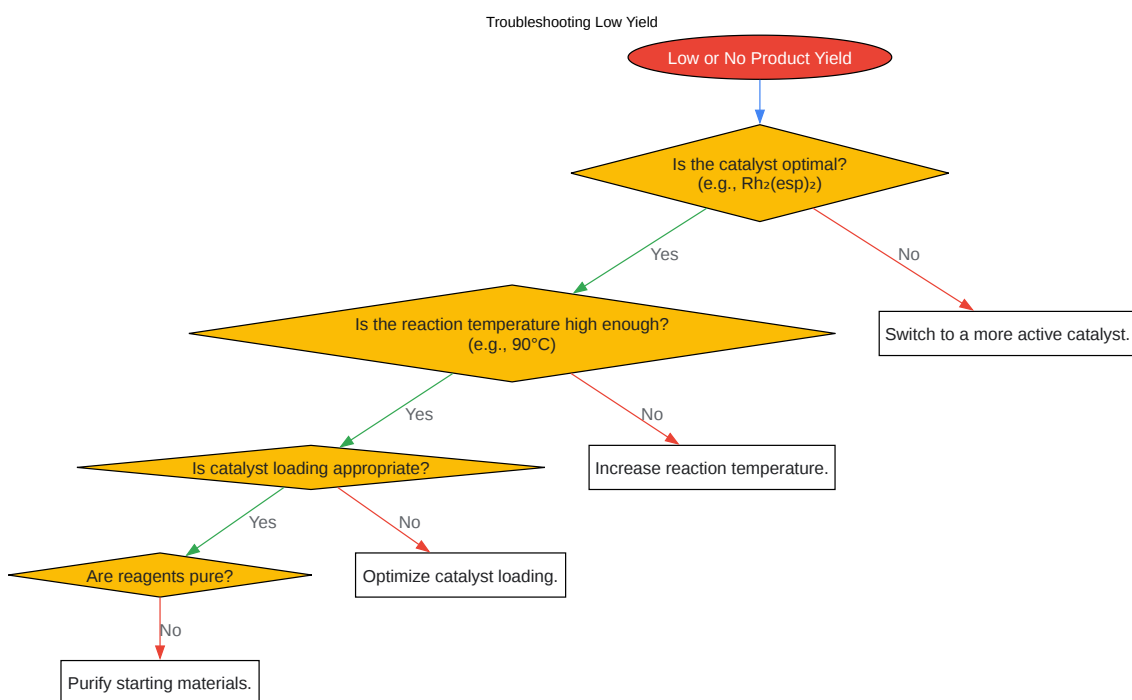 Troubleshooting Low Yield
Low or No Product Yield
Is the catalyst optimal?
(e.g., Rh₂(esp)₂)
Yes
No
Is the reaction temperature high enough?
(e.g., 90°C)
Switch to a more active catalyst.
Yes
No
Is catalyst loading appropriate?
Increase reaction temperature.
Yes
No
Are reagents pure?
Optimize catalyst loading.
No
Purify starting materials.